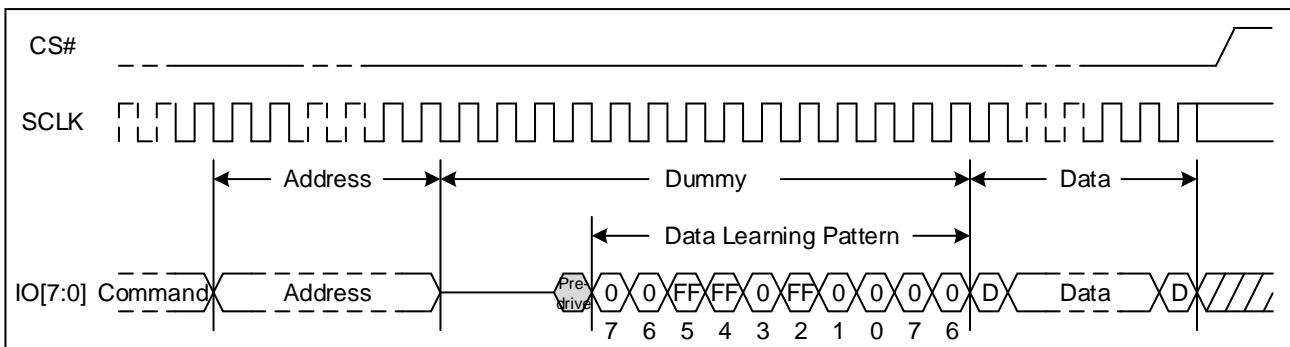 CS#
SCLK
Address Dummy Data
Data Learning Pattern
IO[7:0] Command Address Pre-drive 0 0 FF FF 0 FF 0 0 0 0 D Data D
7 6 5 4 3 2 1 0 7 6